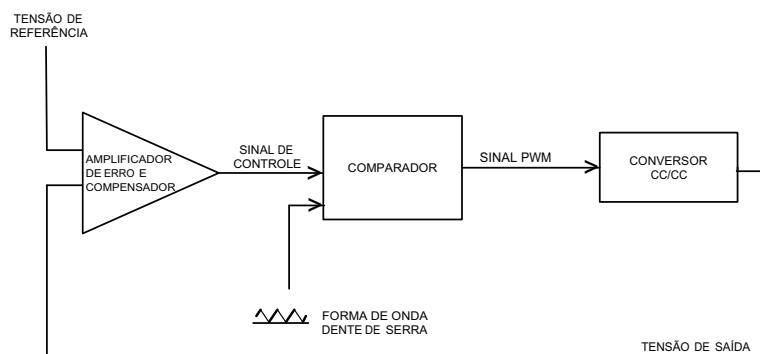 TENSÃO DE
REFERÊNCIA
AMPLIFICADOR
DE ERRO E
COMPENSADOR
SINAL DE
CONTROLE
COMPARADOR
SINAL PWM
CONVERSOR
CC/CC
FORMA DE ONDA
DENTE DE SERRA
TENSÃO DE SAÍDA